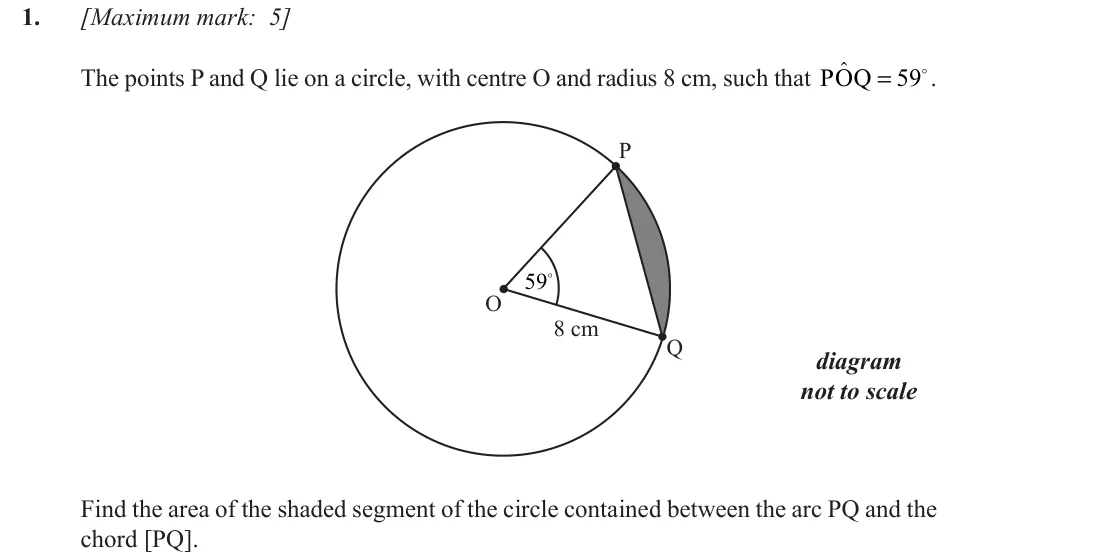 1. [Maximum mark: 5]
The points P and Q lie on a circle, with centre O and radius 8 cm, such that PÔQ = 59°.
P
59°
O
8 cm
Q
diagram
not to scale
Find the area of the shaded segment of the circle contained between the arc PQ and the
chord [PQ].